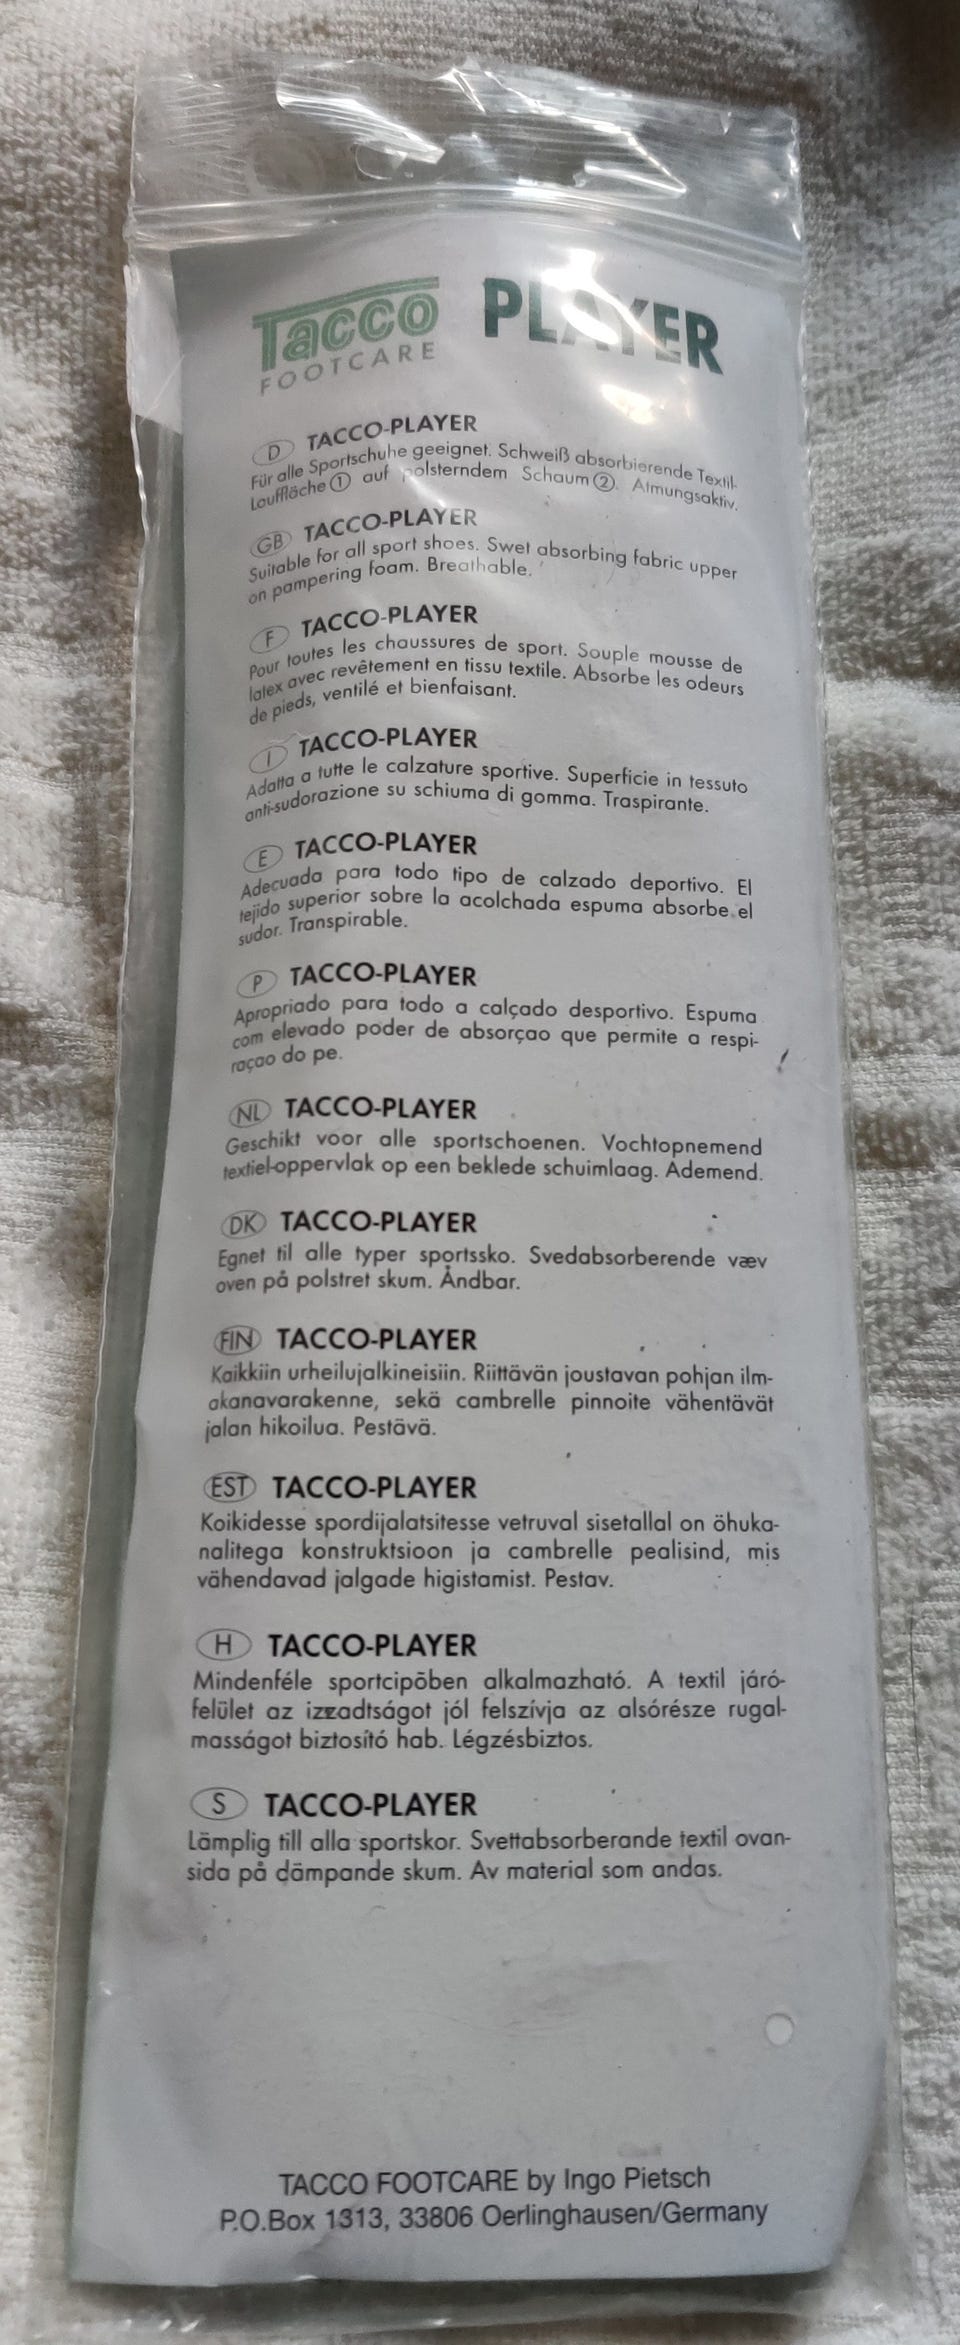 Tacco PLAYER
FOOTCARE
D TACCO-PLAYER
Für alle Sportschuhe geeignet. Schweiß absorbierende Textil-
Lauffläche ① auf polsterndem Schaum ②. Atmungsaktiv.
GB TACCO-PLAYER
Suitable for all sport shoes. Swet absorbing fabric upper
on pampering foam. Breathable.
F TACCO-PLAYER
Pour toutes les chaussures de sport. Souple mousse de
latex avec revêtement en tissu textile. Absorbe les odeurs
de pieds, ventilé et bienfaisant.
I TACCO-PLAYER
Adatta a tutte le calzature sportive. Superficie in tessuto
anti-sudorazione su schiuma di gomma. Traspirante.
E TACCO-PLAYER
Adecuada para todo tipo de calzado deportivo. El
tejido superior sobre la acolchada espuma absorbe el
sudor. Transpirable.
P TACCO-PLAYER
Apropriado para todo a calçado desportivo. Espuma
com elevado poder de absorçao que permite a respi-
raçao do pe.
NL TACCO-PLAYER
Geschikt voor alle sportschoenen. Vochtopnemend
textiel-oppervlak op een beklede schuimlaag. Ademend.
DK TACCO-PLAYER
Egnet til alle typer sportssko. Svedabsorberende væv
oven på polstret skum. Åndbar.
FIN TACCO-PLAYER
Kaikkiin urheilujalkineisiin. Riittävän joustavan pohjan ilm-
akanavarakenne, sekä cambrelle pinnoite vähentävät
jalan hikoilua. Pestävä.
EST TACCO-PLAYER
Koikidesse spordijalatsitesse vetruval sisetallal on öhuka-
nalitega konstruktsioon ja cambrelle pealisind, mis
vähendavad jalgade higistamist. Pestav.
H TACCO-PLAYER
Mindenféle sportcipõben alkalmazható. A textil járó-
felület az izzadtságot jól felszívja az alsórésze rugal-
masságot biztosító hab. Légzésbiztos.
S TACCO-PLAYER
Lämplig till alla sportskor. Svettabsorberande textil ovan-
sida på dämpande skum. Av material som andas.
TACCO FOOTCARE by Ingo Pietsch
P.O.Box 1313, 33806 Oerlinghausen/Germany